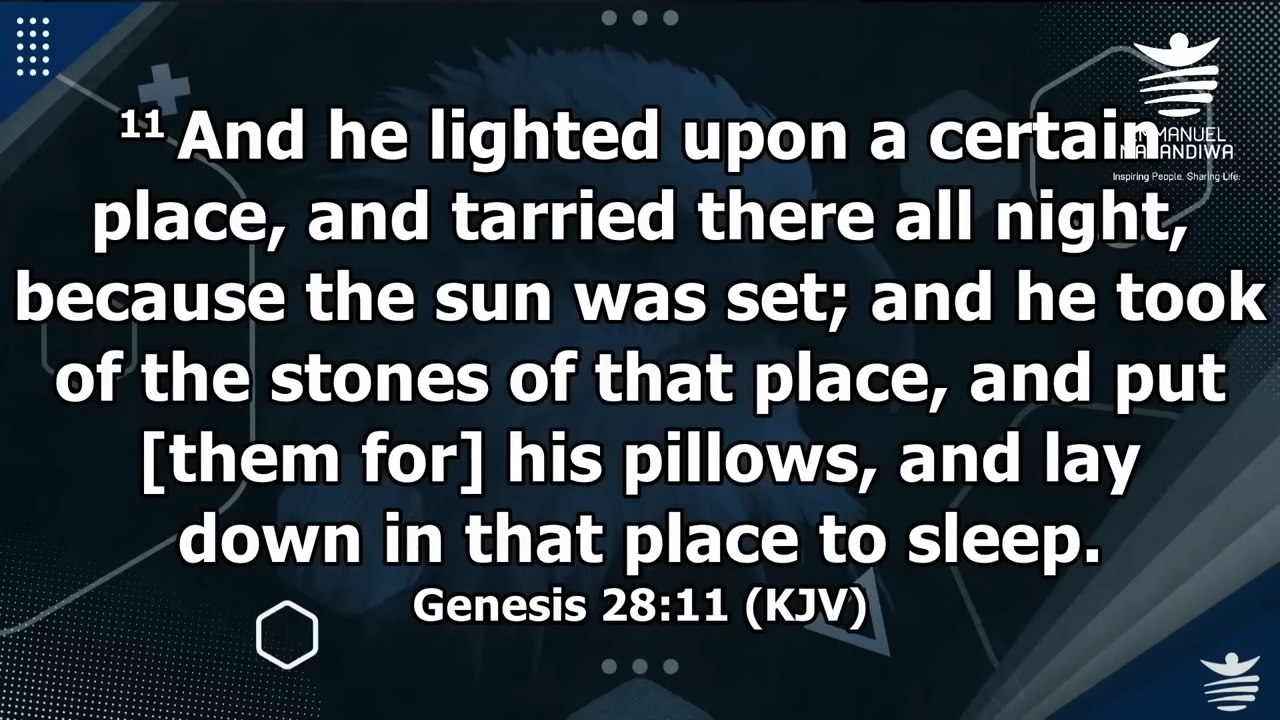 11 And he lighted upon a certain
place, and tarried there all night,
because the sun was set; and he took
of the stones of that place, and put
[them for] his pillows, and lay
down in that place to sleep.
Genesis 28:11 (KJV)
EMMANUEL
MAKANDIWA
Inspiring People. Sharing Life.